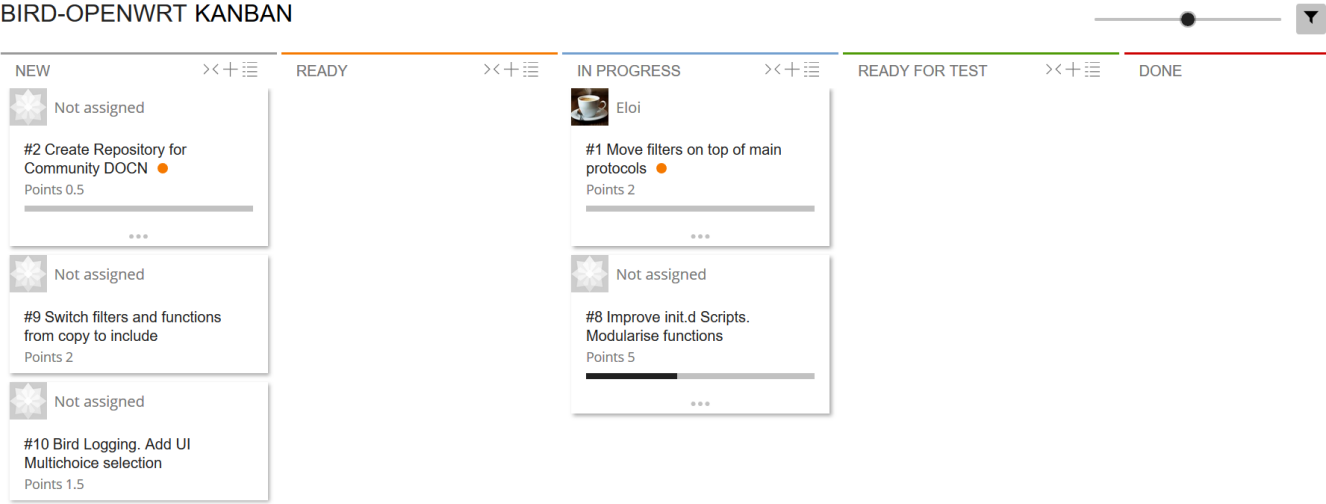 BIRD-OPENWRT KANBAN
NEW
READY
IN PROGRESS
READY FOR TEST
DONE
Not assigned
#2 Create Repository for
Community DOCN
Points 0.5
Not assigned
#9 Switch filters and functions
from copy to include
Points 2
Not assigned
#10 Bird Logging. Add UI
Multichoice selection
Points 1.5
Eloi
#1 Move filters on top of main
protocols
Points 2
Not assigned
#8 Improve init.d Scripts.
Modularise functions
Points 5